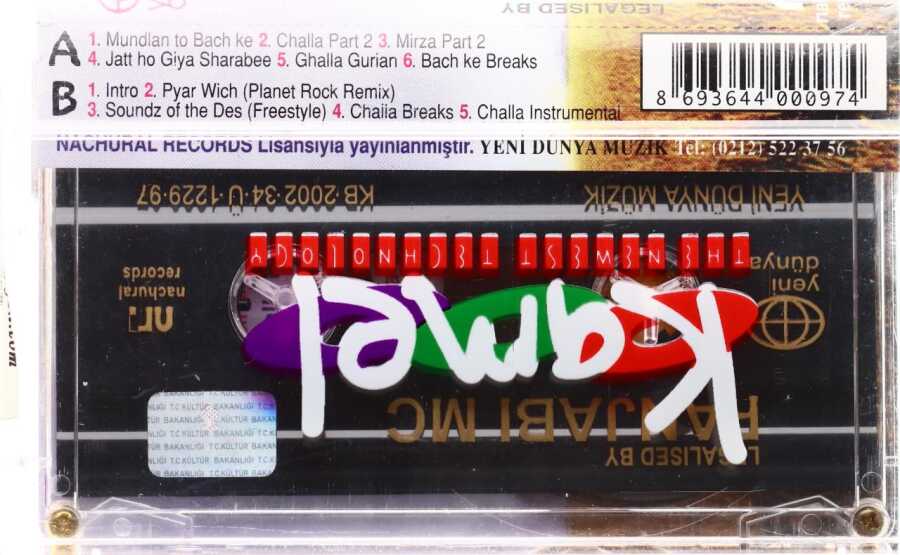 LEGALISED BY
A 1. Mundlan to Bach ke 2. Challa Part 2 3. Mirza Part 2
4. Jatt ho Giya Sharabee 5. Ghalla Gurian 6. Bach ke Breaks
B 1. Intro 2. Pyar Wich (Planet Rock Remix)
3. Soundz of the Des (Freestyle) 4. Challa Breaks 5. Challa Instrumental
8 693644 000974
NACHURAL RECORDS Lisansıyla yayınlanmıştır. YENİ DÜNYA MÜZİK Tel: (0212) 522 37 56
YENİ DÜNYA MÜZİK KB·2002·34·Ü·1229·97
THE NEWEST TECHNOLOGY
Kamel
yeni dünya
nr:
nachural records
PANJABI MC
LEGALISED BY
T.C.KÜLTÜR BAKANLIĞI